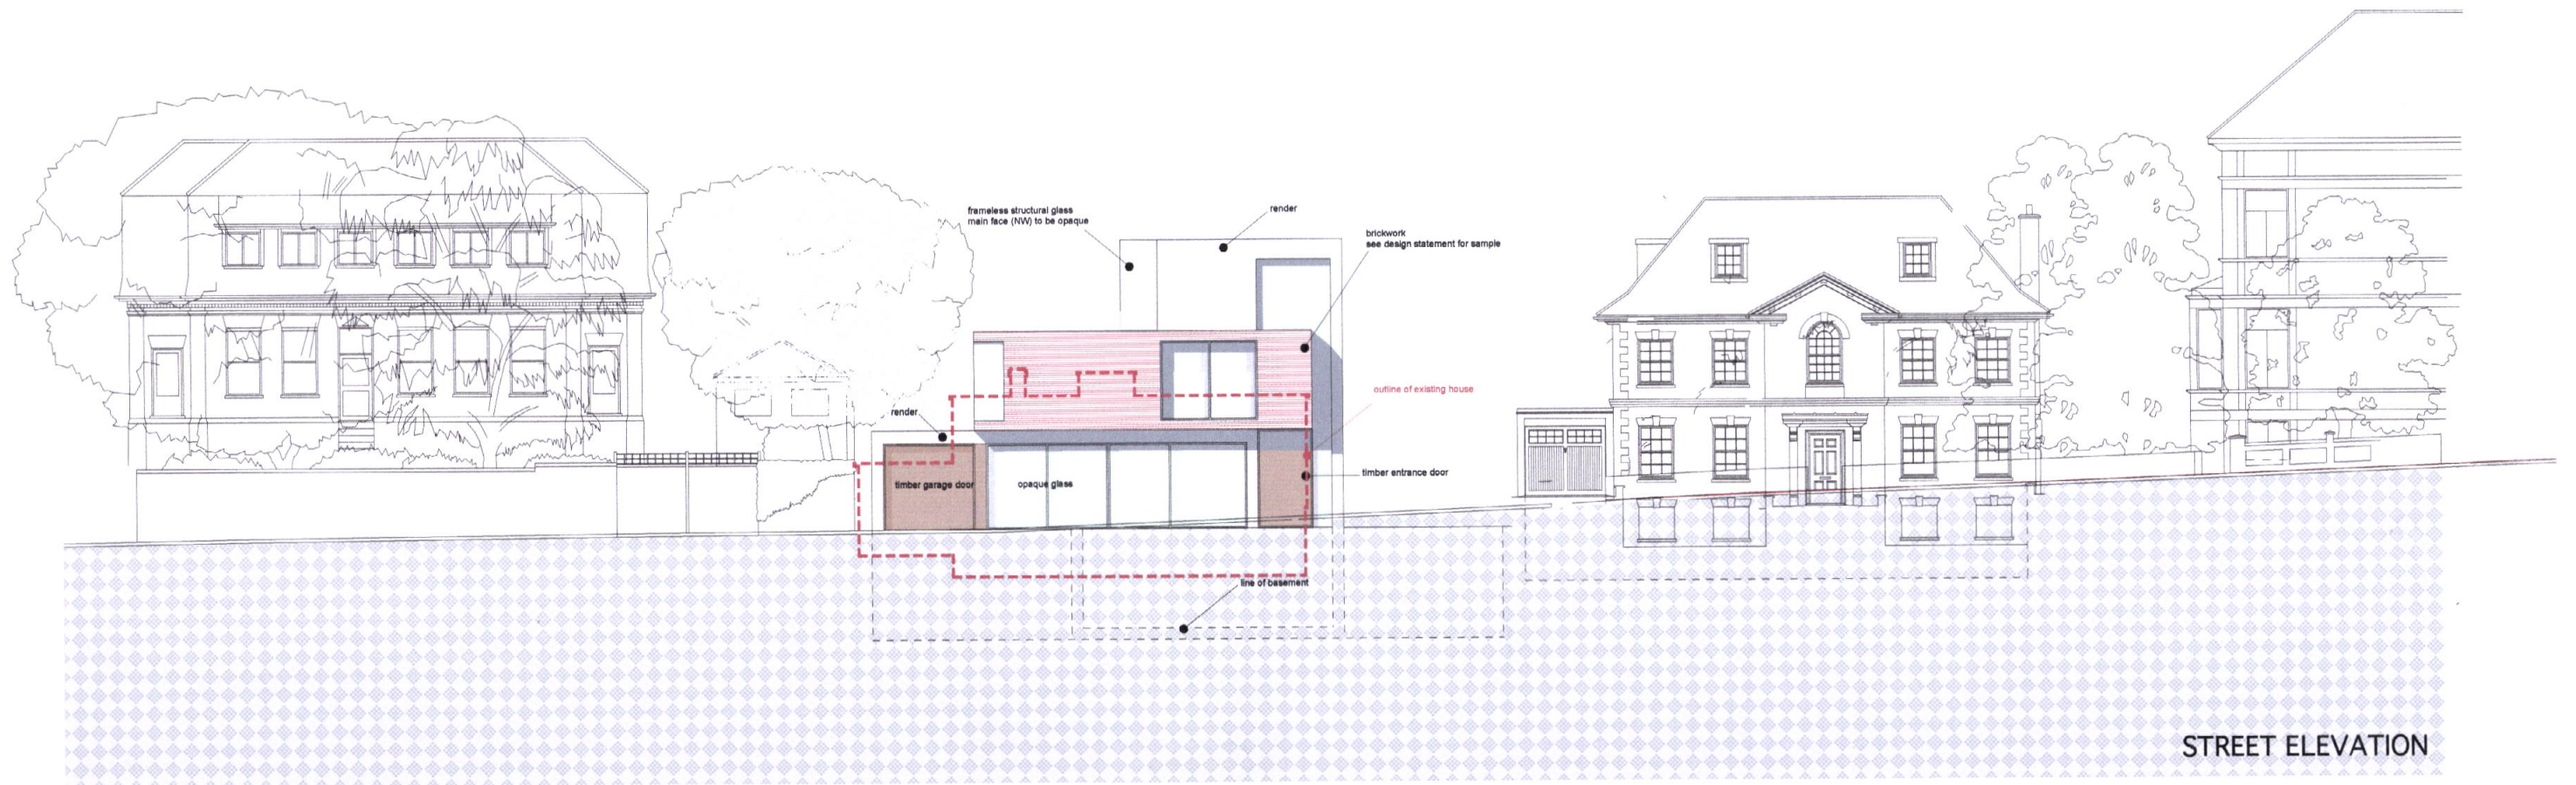 frameless structural glass
main face (NW) to be opaque
render
brickwork
see design statement for sample
outline of existing house
render
timber garage door
opaque glass
timber entrance door
line of basement
STREET ELEVATION